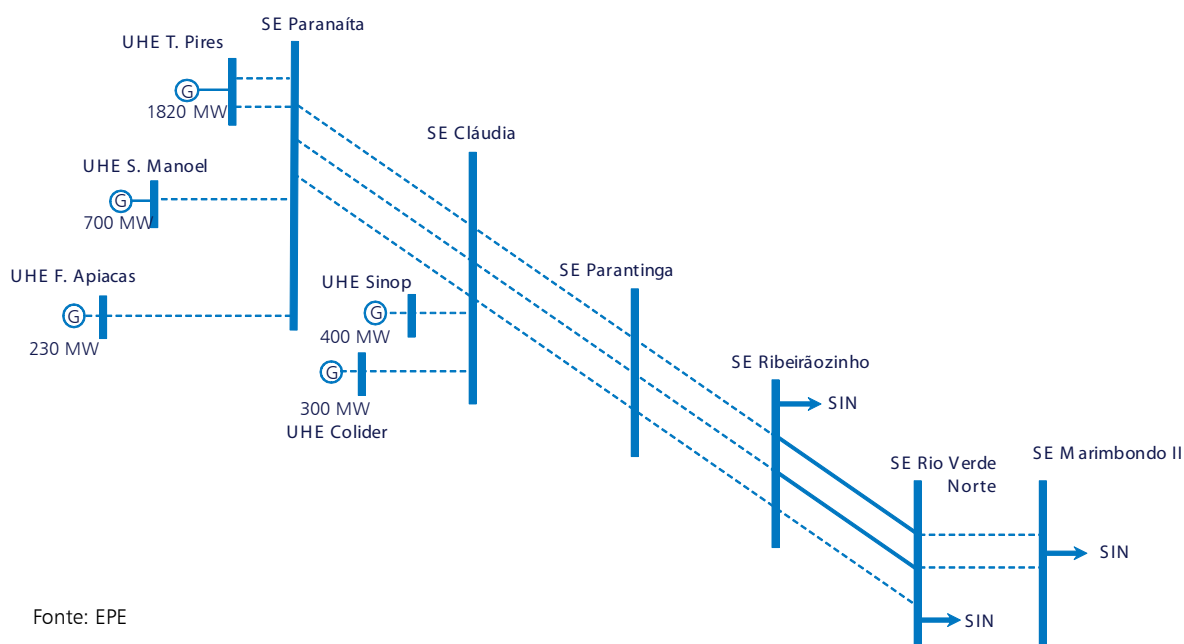 SE Paranaíta
UHE T. Pires
G
1820 MW
SE Cláudia
UHE S. Manoel
G
700 MW
SE Parantinga
UHE F. Apiacas
G
230 MW
UHE Sinop
G
400 MW
G
300 MW
UHE Colider
SE Ribeirãozinho
SIN
SE Rio Verde
Norte
SE Marimbondo II
SIN
SIN
Fonte: EPE